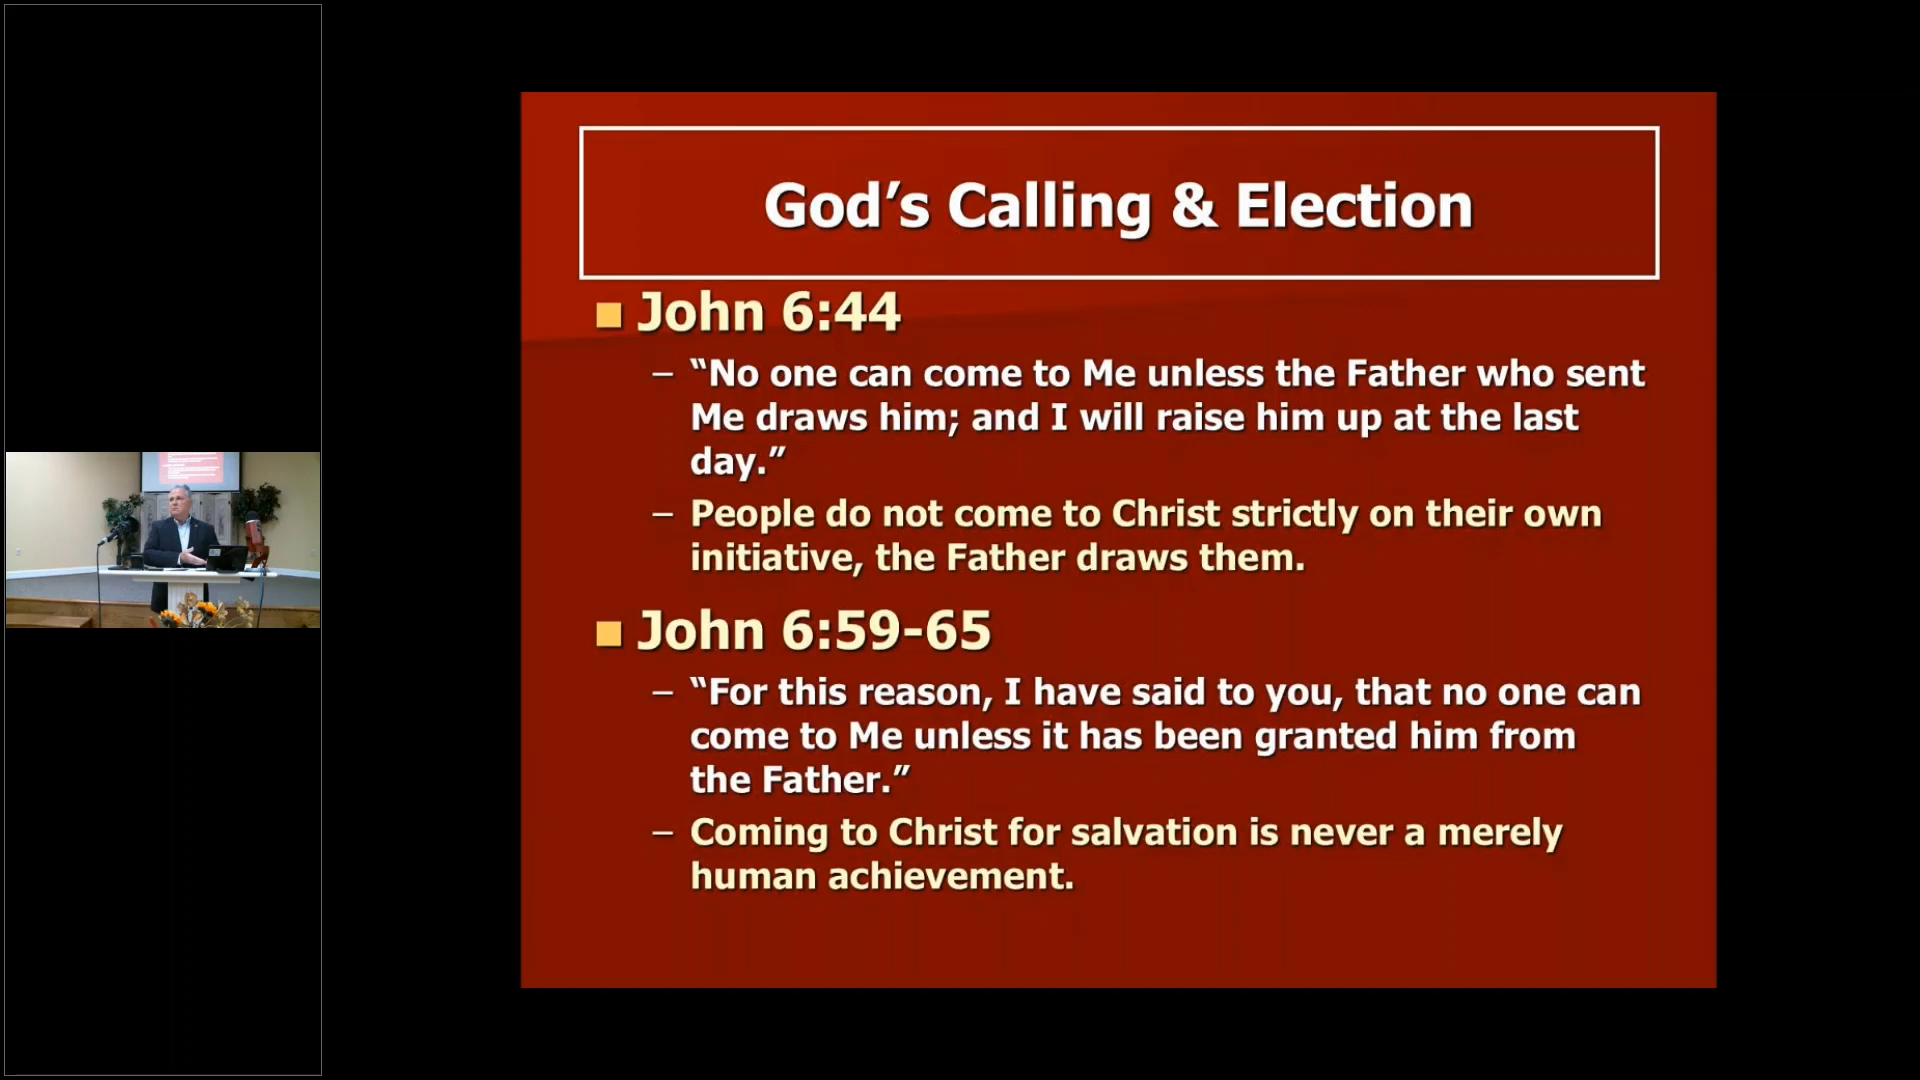 God’s Calling & Election
John 6:44
– “No one can come to Me unless the Father who sent
Me draws him; and I will raise him up at the last
day.”
– People do not come to Christ strictly on their own
initiative, the Father draws them.
John 6:59-65
– “For this reason, I have said to you, that no one can
come to Me unless it has been granted him from
the Father.”
– Coming to Christ for salvation is never a merely
human achievement.